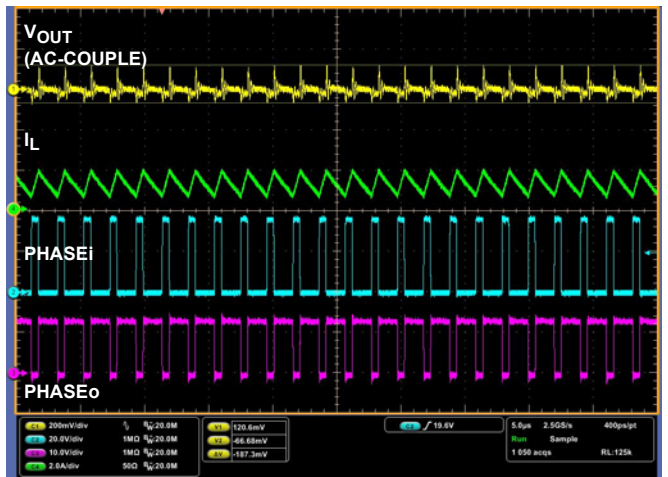 VOUT
(AC-COUPLE)
IL
PHASEi
PHASEo
C1 200mV/div BW:20.0M
C2 20.0V/div 1MΩ BW:20.0M
C3 10.0V/div 1MΩ BW:20.0M
C4 2.0A/div 50Ω BW:20.0M
V1 120.6mV
V2 -66.68mV
ΔV -187.3mV
C2 / 19.6V
5.0µs 2.5GS/s 400ps/pt
Run Sample
1 050 acqs RL:125k